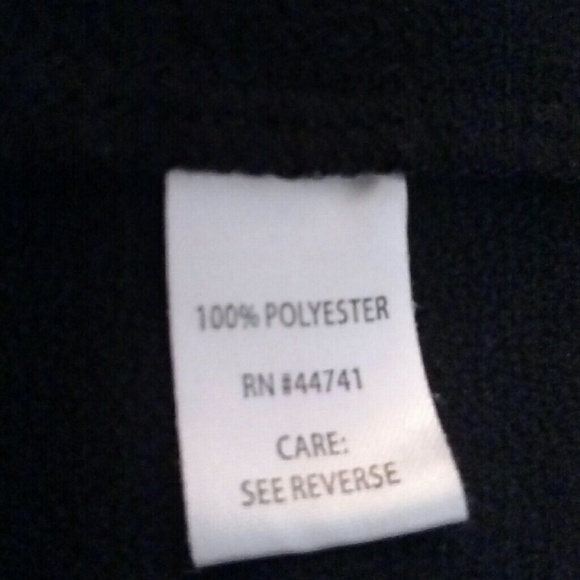 100% POLYESTER
RN #44741
CARE:
SEE REVERSE